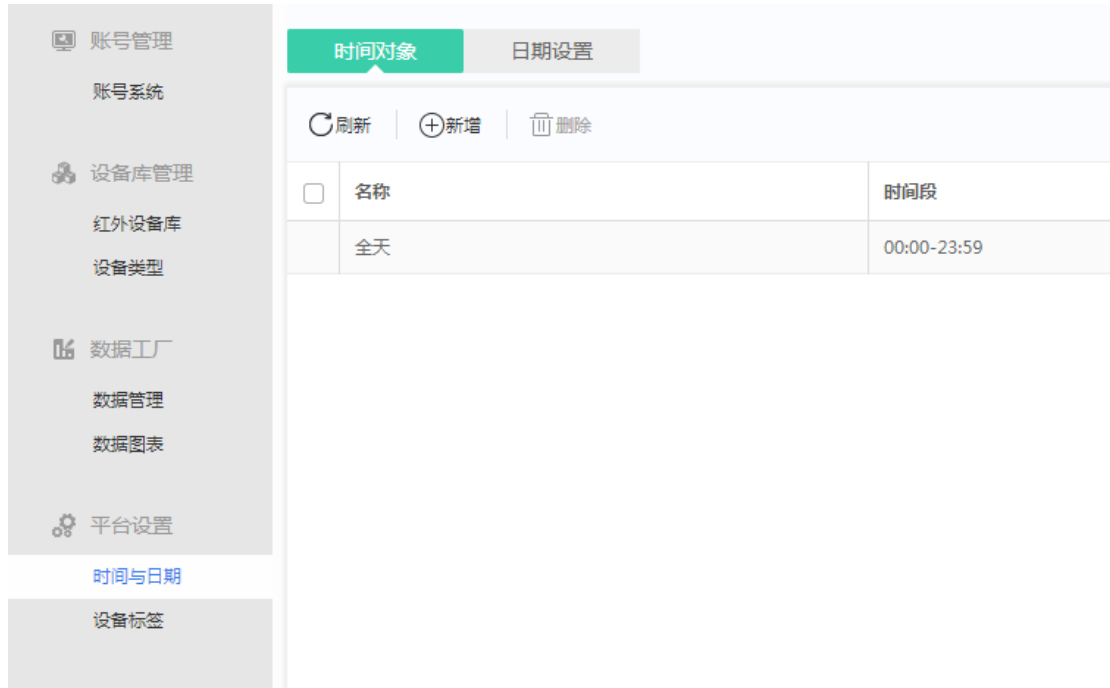 账号管理
账号系统
设备库管理
红外设备库
设备类型
数据工厂
数据管理
数据图表
平台设置
时间与日期
设备标签
时间对象 日期设置
刷新 新增 删除
名称 时间段
全天 00:00-23:59